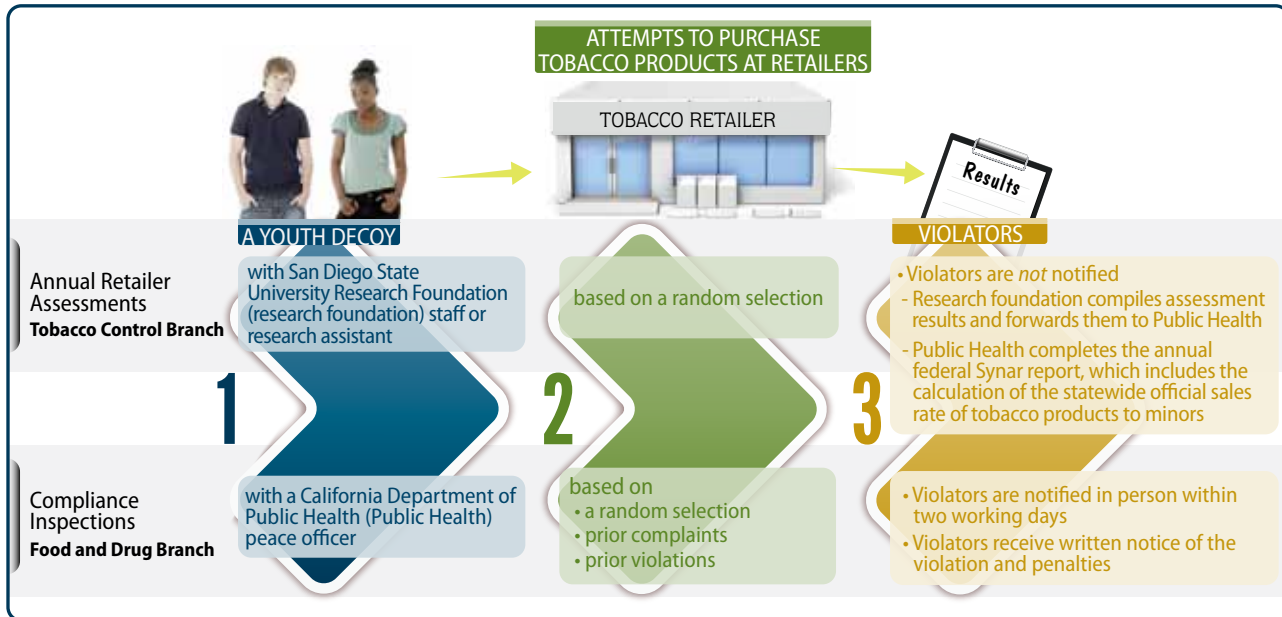 ATTEMPTS TO PURCHASE
TOBACCO PRODUCTS AT RETAILERS
TOBACCO RETAILER
Results
A YOUTH DECOY
VIOLATORS
Annual Retailer
Assessments
Tobacco Control Branch
with San Diego State
University Research Foundation
(research foundation) staff or
research assistant
based on a random selection
• Violators are not notified
- Research foundation compiles assessment
results and forwards them to Public Health
- Public Health completes the annual
federal Synar report, which includes the
calculation of the statewide official sales
rate of tobacco products to minors
1
2
3
Compliance
Inspections
Food and Drug Branch
with a California Department of
Public Health (Public Health)
peace officer
based on
• a random selection
• prior complaints
• prior violations
• Violators are notified in person within
two working days
• Violators receive written notice of the
violation and penalties